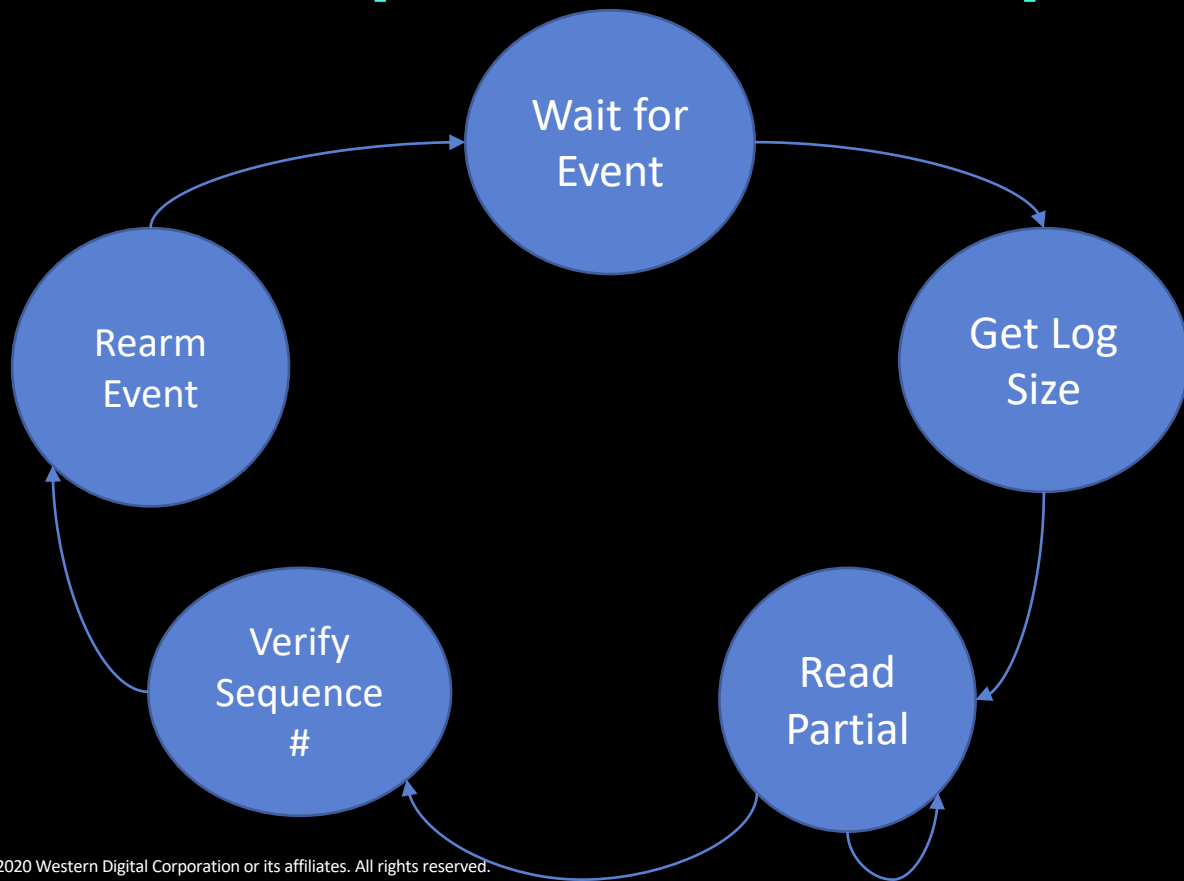 Wait for
Event
Get Log
Size
Read
Partial
Verify
Sequence
#
Rearm
Event
2020 Western Digital Corporation or its affiliates. All rights reserved.